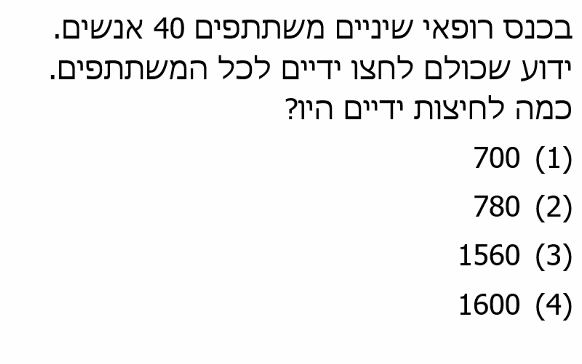 בכנס רופאי שיניים משתתפים 40 אנשים.
ידוע שכולם לחצו ידיים לכל המשתתפים.
כמה לחיצות ידיים היו?
(1) 700
(2) 780
(3) 1560
(4) 1600